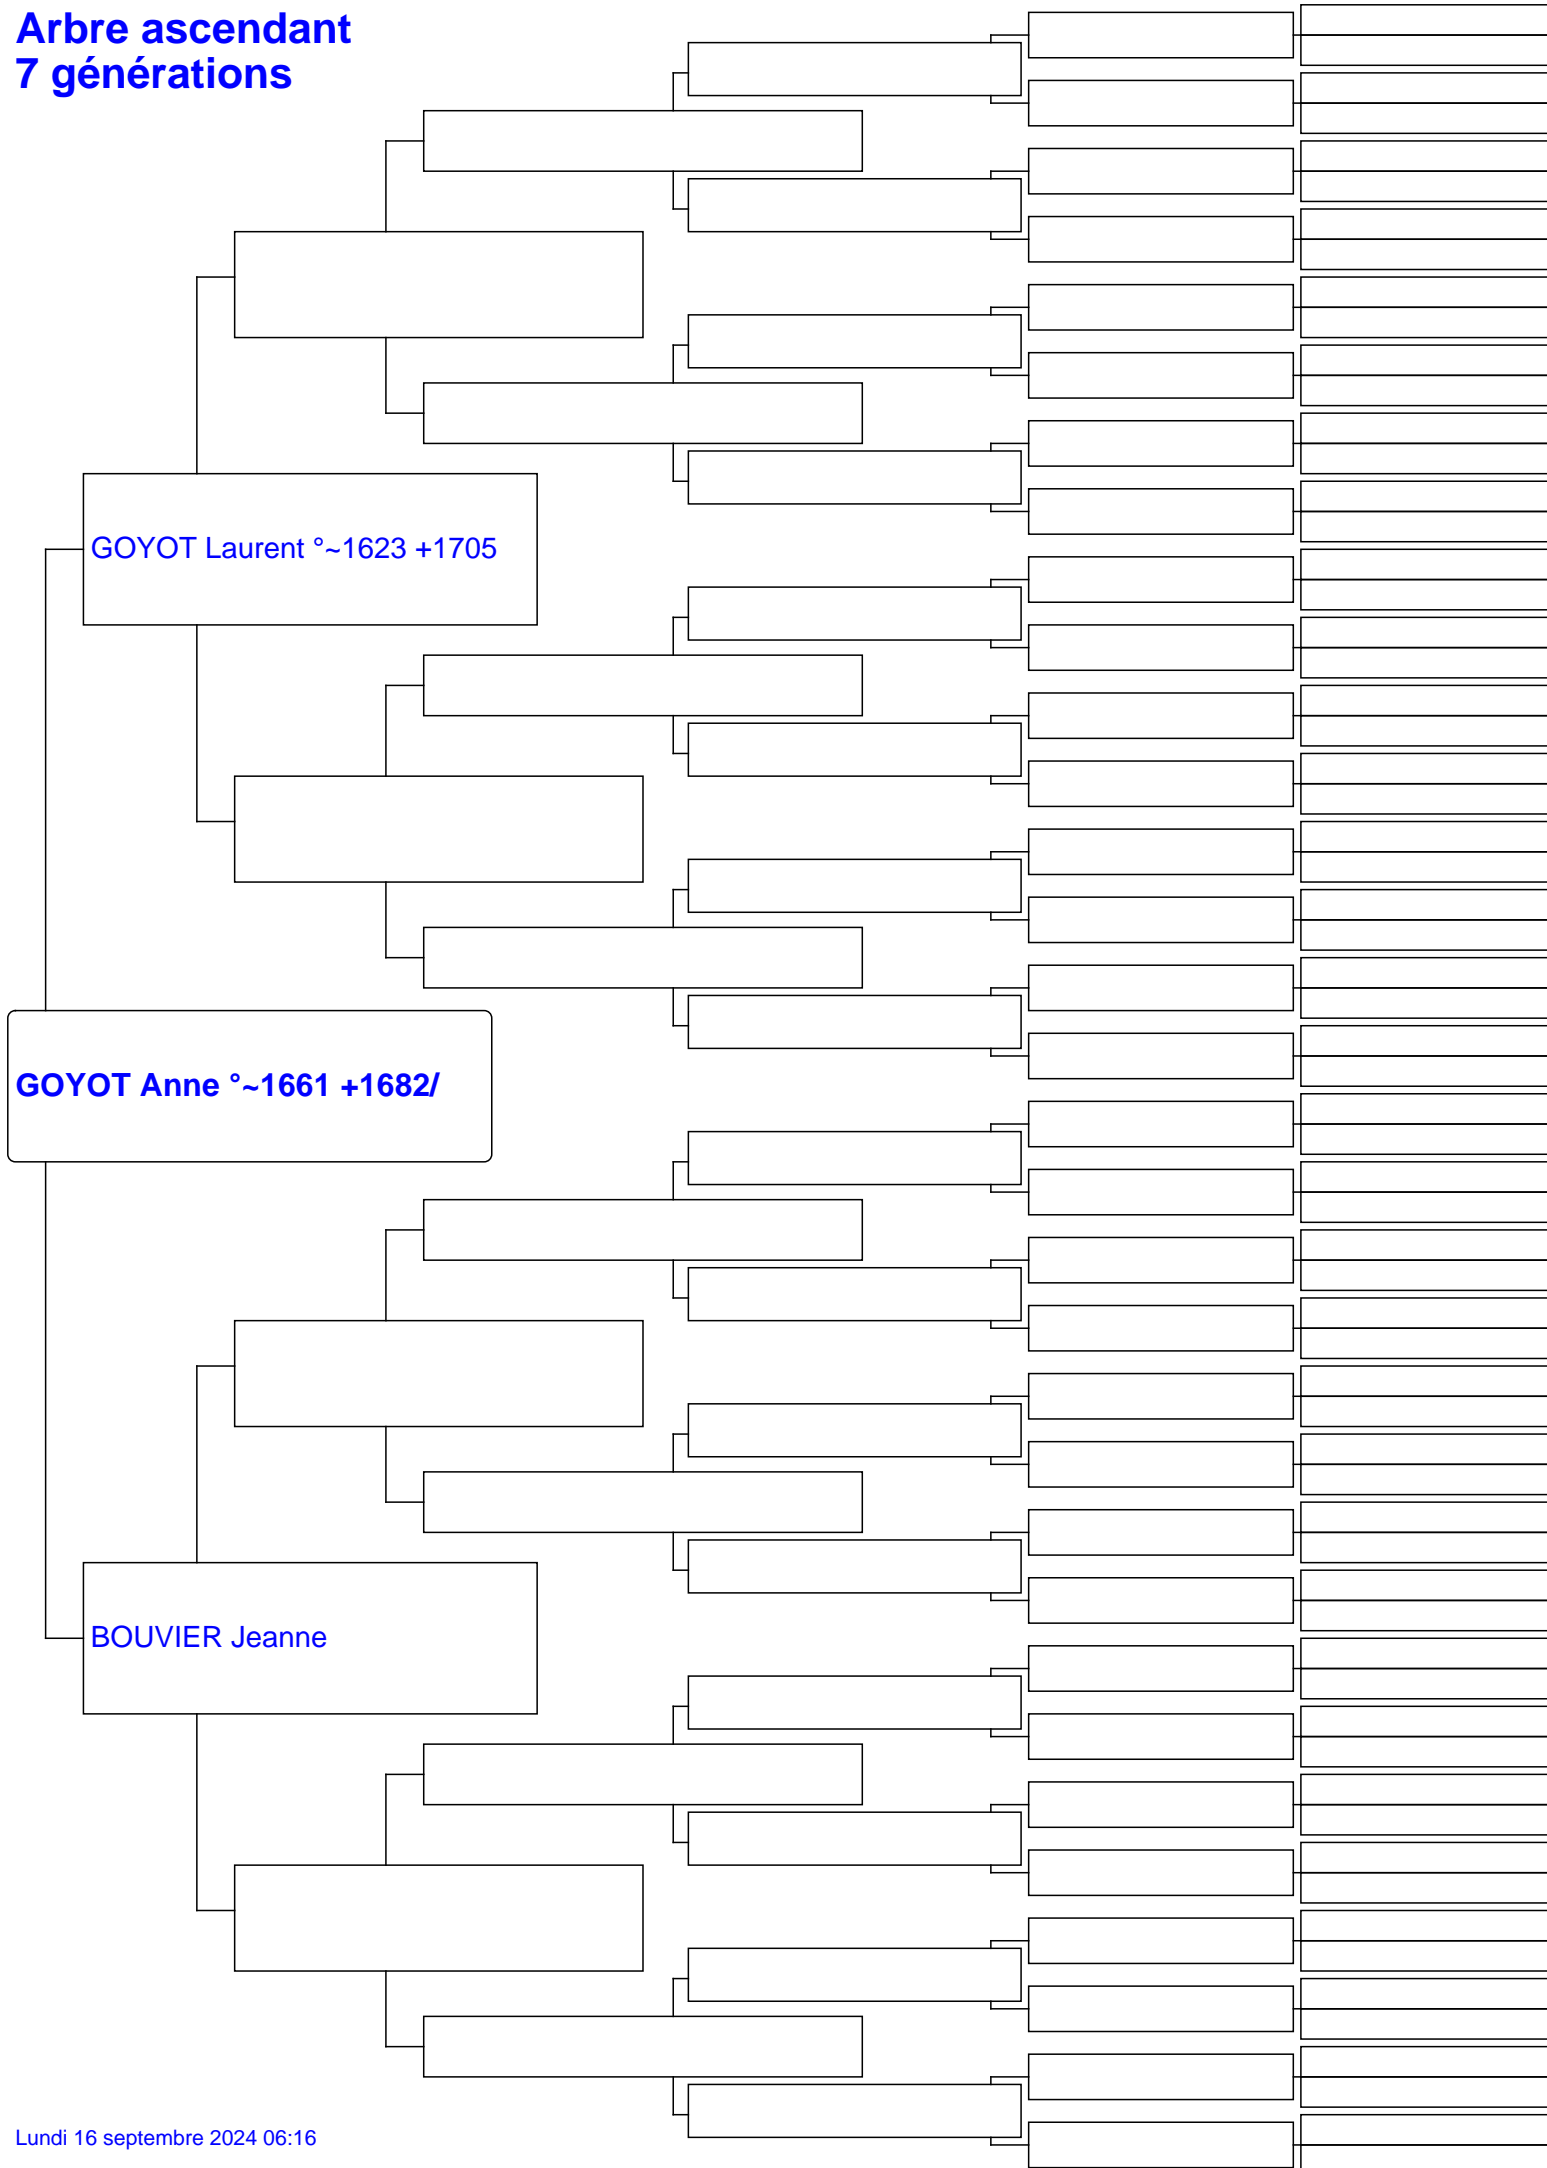 Arbre ascendant
7 générations
GOYOT Laurent °~1623 +1705
GOYOT Anne °~1661 +1682/
BOUVIER Jeanne
Lundi 16 septembre 2024 06:16